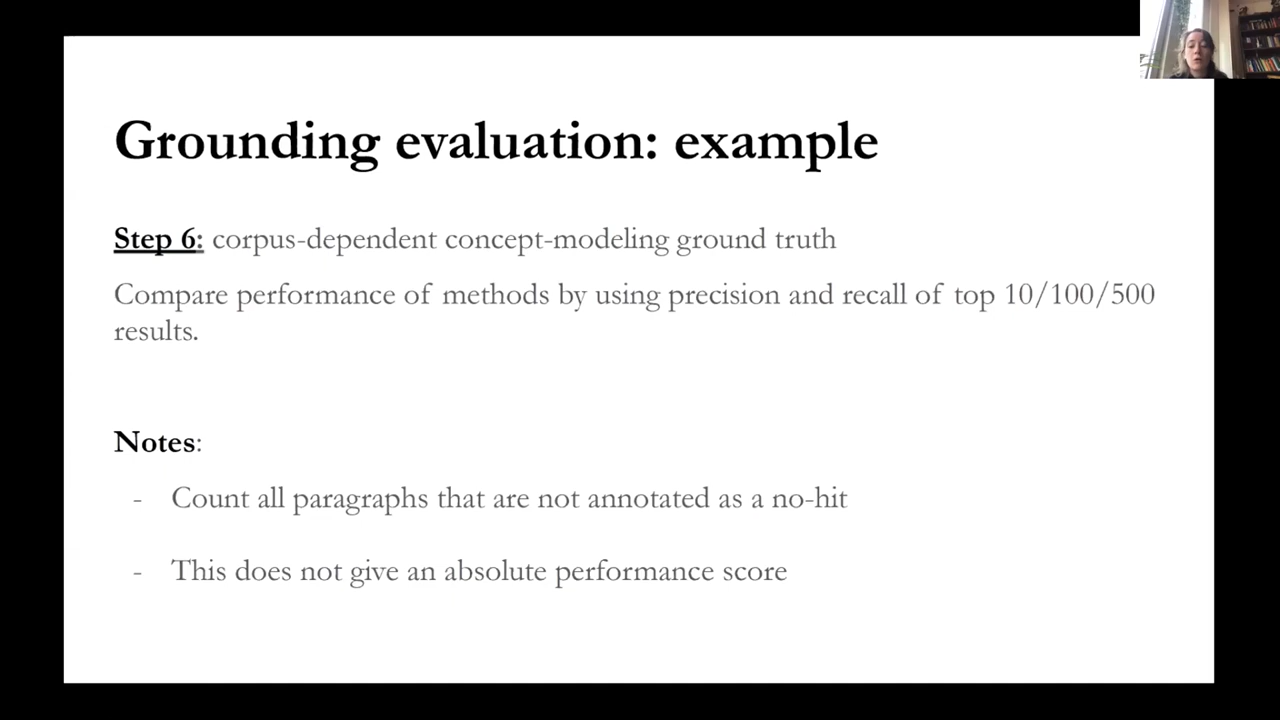 Grounding evaluation: example
Step 6: corpus-dependent concept-modeling ground truth
Compare performance of methods by using precision and recall of top 10/100/500
results.
Notes:
- Count all paragraphs that are not annotated as a no-hit
- This does not give an absolute performance score